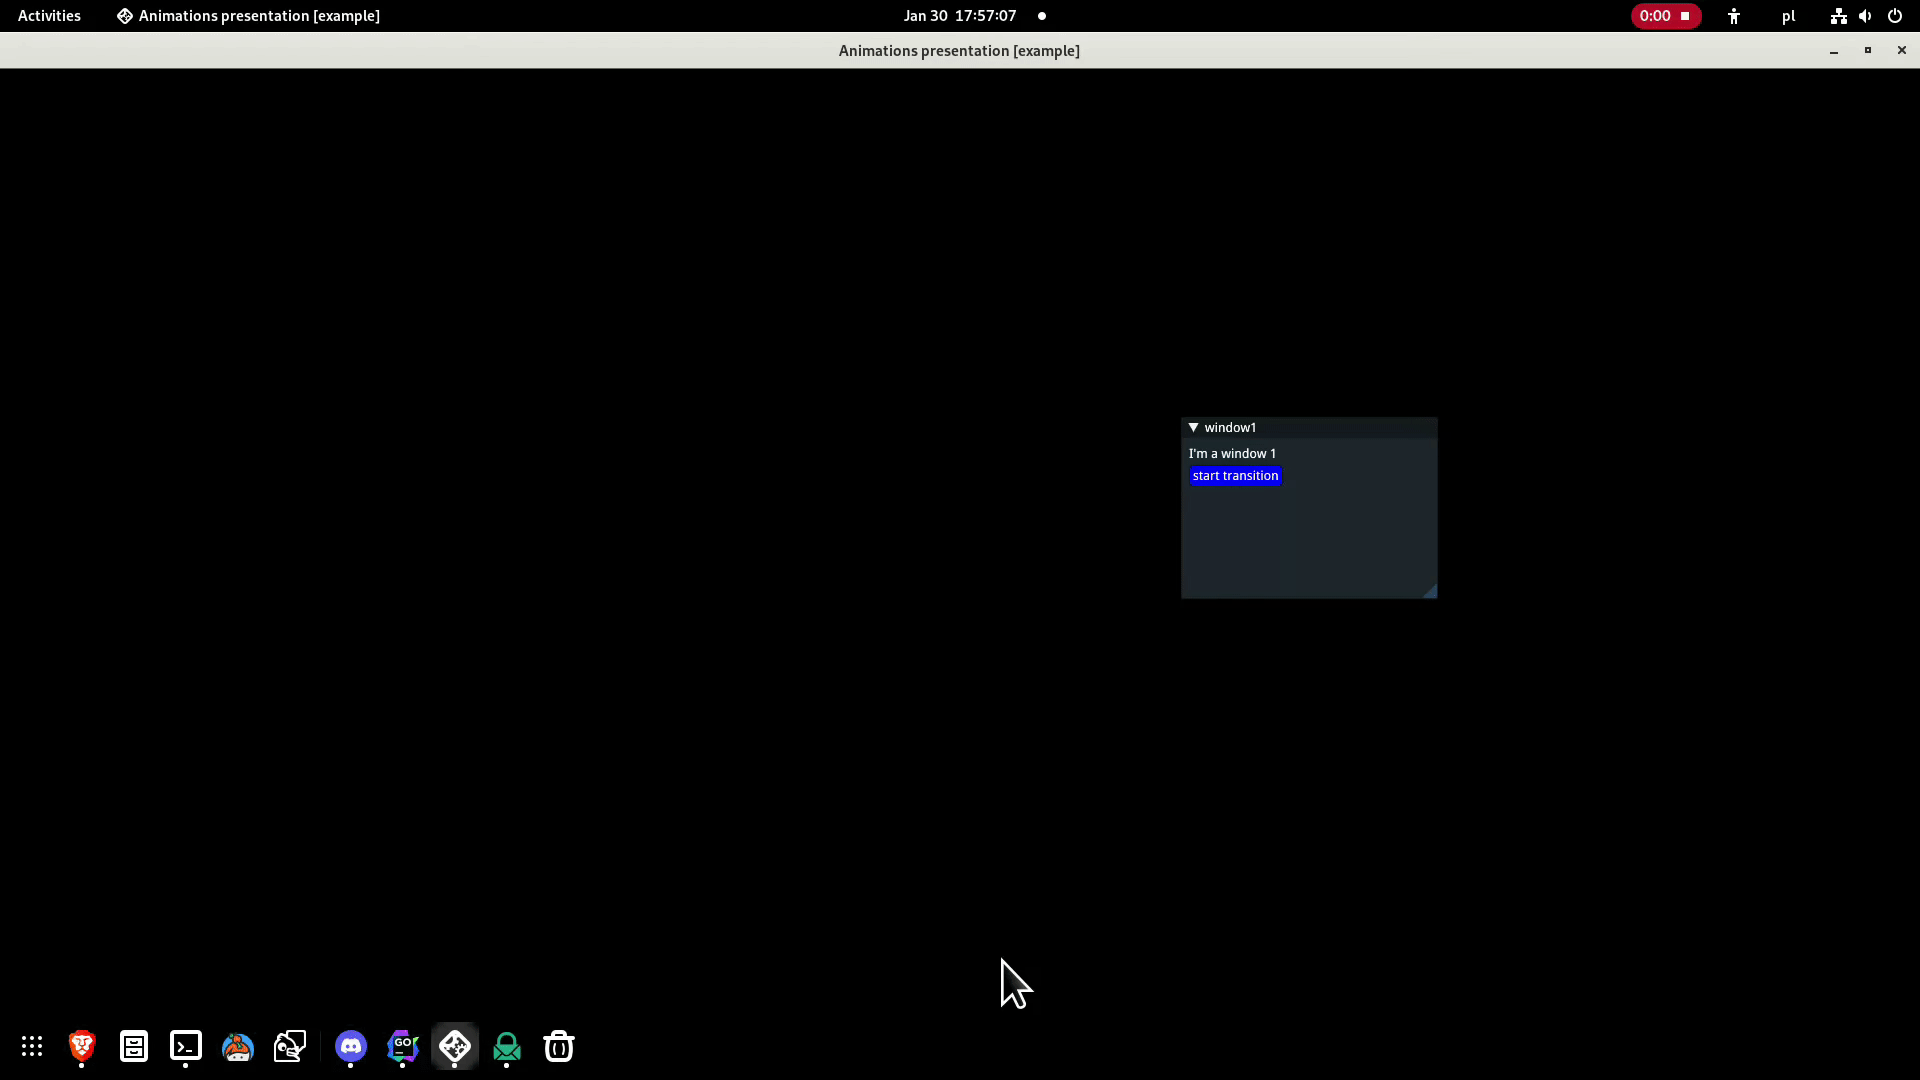 Activities
Animations presentation [example]
Jan 30 17:57:07
0:00
pl
Animations presentation [example]
window1
I'm a window 1
start transition
GO